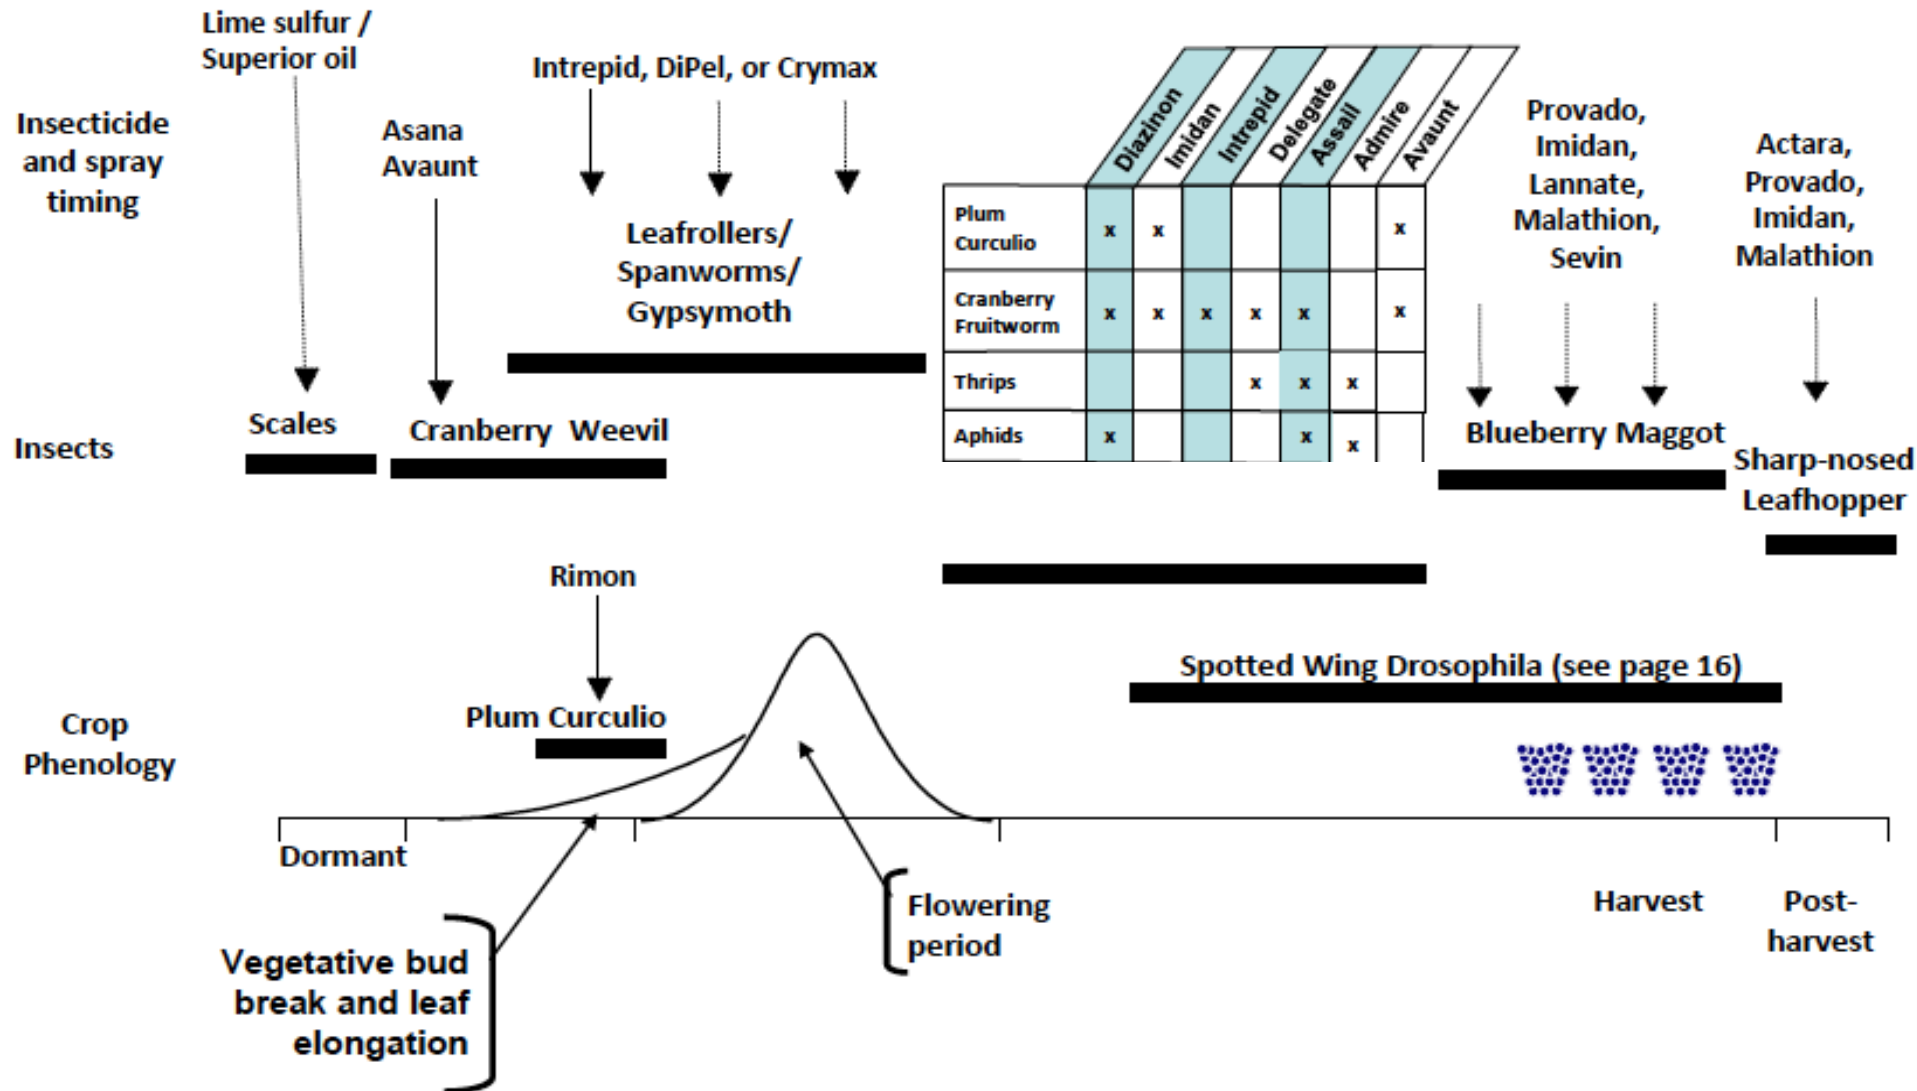 Lime sulfur /
Superior oil
Intrepid, DiPel, or Crymax
Insecticide
and spray
timing
Asana
Avaunt
Leafrollers/
Spanworms/
Gypsymoth
Diazinon
Imidan
Intrepid
Delegate
Assail
Admire
Avaunt
Plum
Curculio
x x x
Cranberry
Fruitworm
x x x x x x
Thrips
x x x
Aphids
x x x
Provado,
Imidan,
Lannate,
Malathion,
Sevin
Actara,
Provado,
Imidan,
Malathion
Insects
Scales
Cranberry Weevil
Blueberry Maggot
Sharp-nosed
Leafhopper
Rimon
Plum Curculio
Spotted Wing Drosophila (see page 16)
Crop
Phenology
Dormant
Vegetative bud
break and leaf
elongation
Flowering
period
Harvest
Post-
harvest